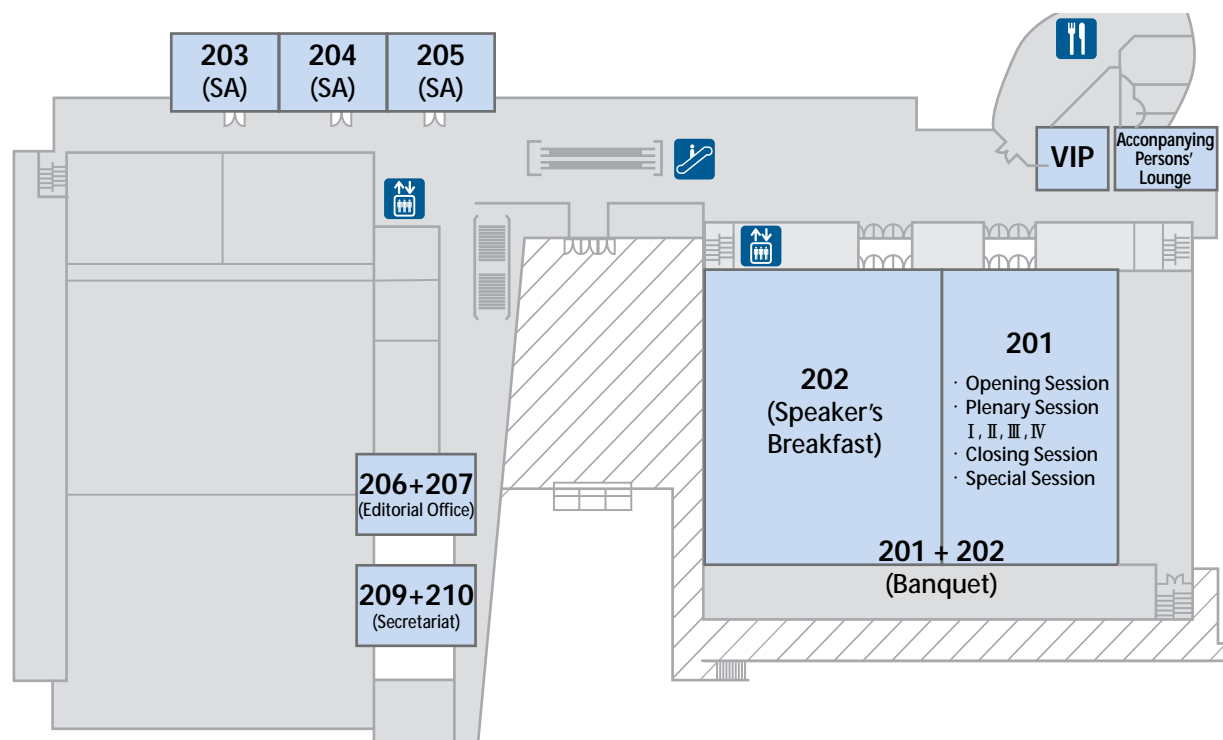 203
(SA)
204
(SA)
205
(SA)
VIP
Acconpanying
Persons'
Lounge
202
(Speaker's
Breakfast)
201
· Opening Session
· Plenary Session
Ⅰ, Ⅱ, Ⅲ, Ⅳ
· Closing Session
· Special Session
206+207
(Editorial Office)
201 + 202
(Banquet)
209+210
(Secretariat)